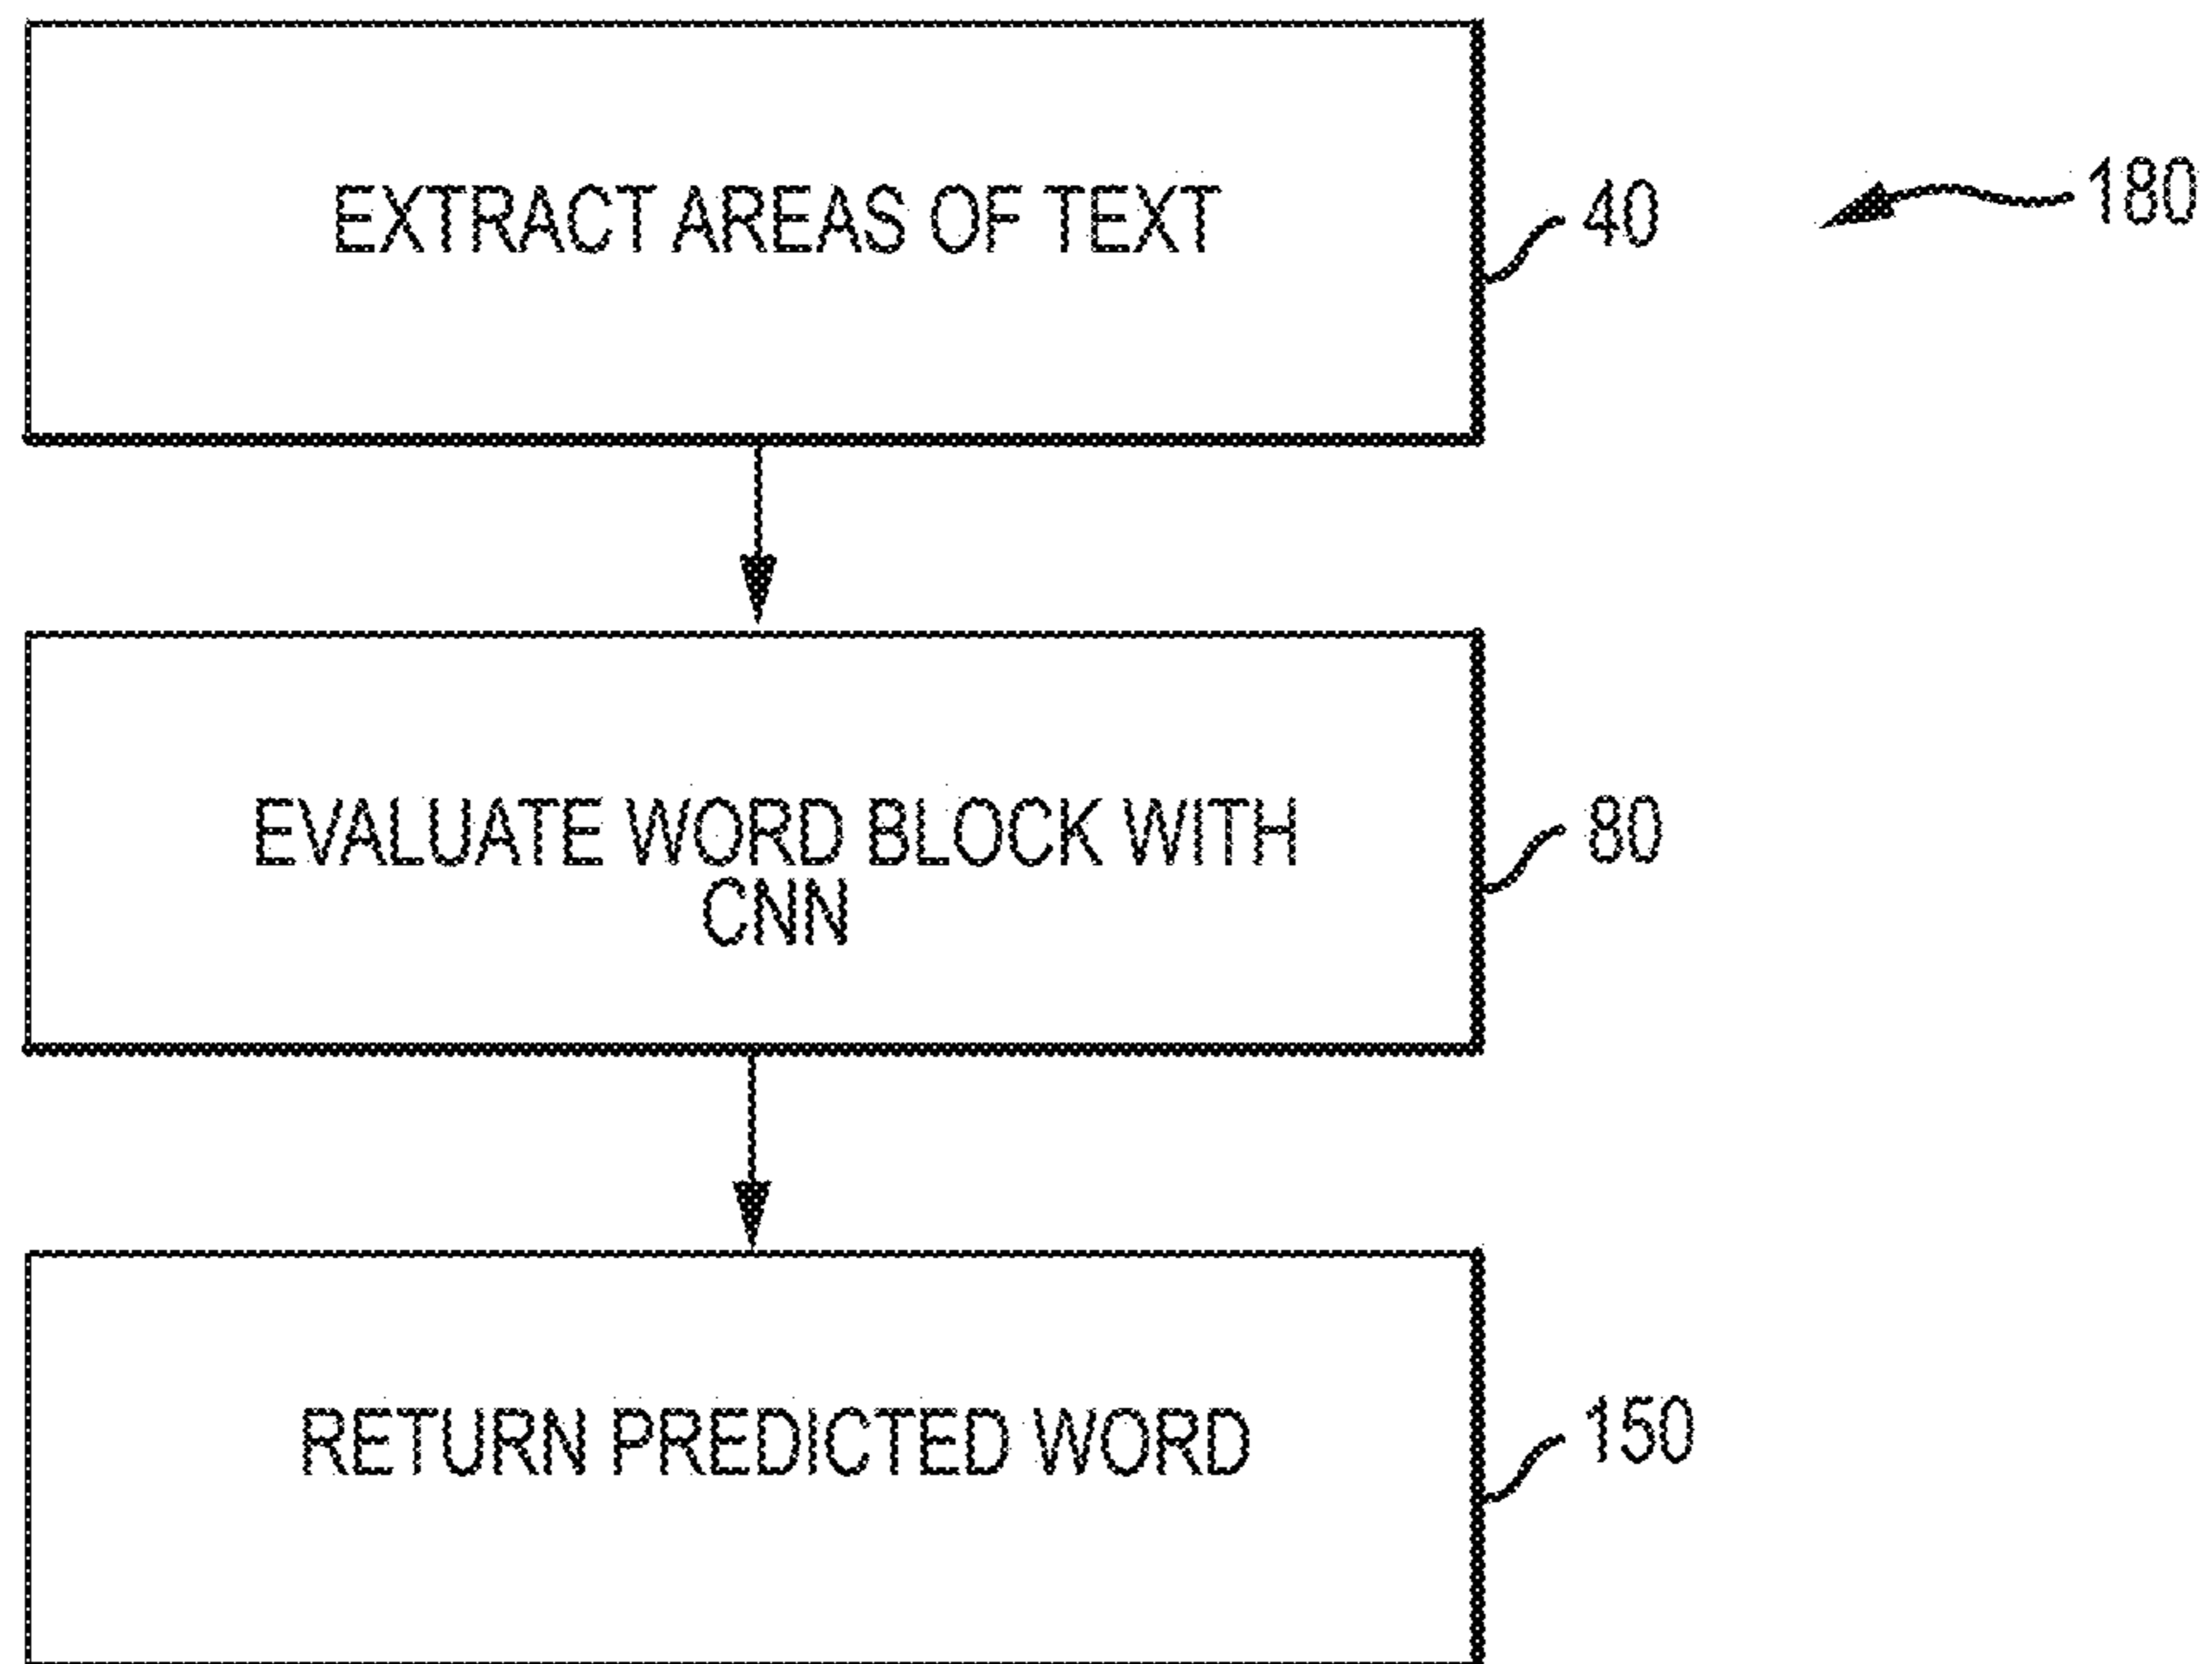 EXTRACT AREAS OF TEXT
40
180
EVALUATE WORD BLOCK WITH
CNN
80
RETURN PREDICTED WORD
150